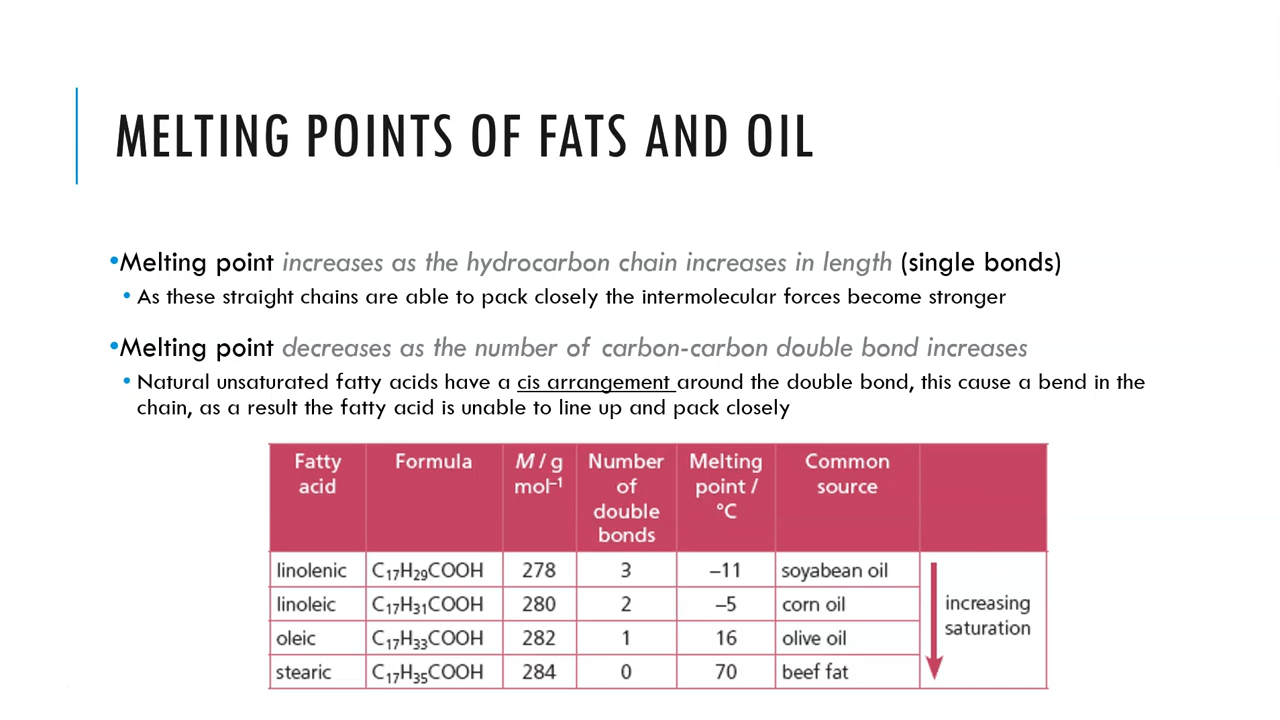 MELTING POINTS OF FATS AND OIL
•Melting point increases as the hydrocarbon chain increases in length (single bonds)
• As these straight chains are able to pack closely the intermolecular forces become stronger
•Melting point decreases as the number of carbon-carbon double bond increases
• Natural unsaturated fatty acids have a cis arrangement around the double bond, this cause a bend in the
chain, as a result the fatty acid is unable to line up and pack closely
Fatty acid | Formula | M / g mol⁻¹ | Number of double bonds | Melting point / °C | Common source
linolenic | C₁₇H₂₉COOH | 278 | 3 | –11 | soyabean oil
linoleic | C₁₇H₃₁COOH | 280 | 2 | –5 | corn oil
oleic | C₁₇H₃₃COOH | 282 | 1 | 16 | olive oil
stearic | C₁₇H₃₅COOH | 284 | 0 | 70 | beef fat
increasing
saturation